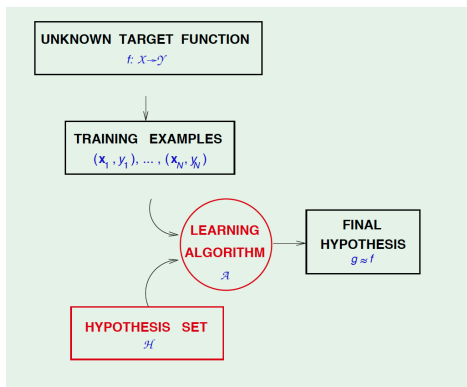 UNKNOWN TARGET FUNCTION
f: 𝒳→𝒴
TRAINING EXAMPLES
(x₁, y₁), ... , (x_N, y_N)
LEARNING
ALGORITHM
𝒜
FINAL
HYPOTHESIS
g ≈ f
HYPOTHESIS SET
ℋ